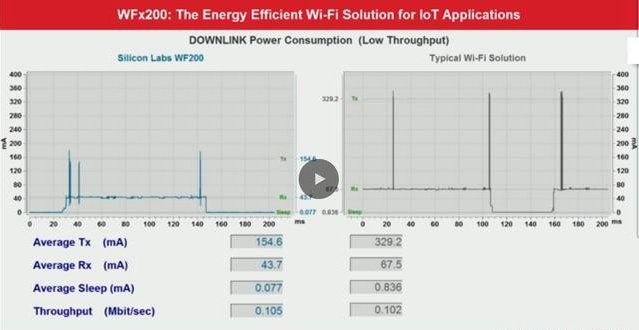 WFx200: The Energy Efficient Wi-Fi Solution for IoT Applications
DOWNLINK Power Consumption (Low Throughput)
Silicon Labs WF200
Typical Wi-Fi Solution
400
360
320
280
240
200
160
120
80
40
0
mA
0 20 40 60 80 100 120 140 160 180 200
ms
Tx
Rx
Sleep
154.6
43.7
0.077
329.2
67.5
0.836
Tx
Rx
Sleep
400
360
320
280
240
200
160
120
80
40
0
mA
0 20 40 60 80 100 120 140 160 180 200
ms
Average Tx (mA) 154.6 329.2
Average Rx (mA) 43.7 67.5
Average Sleep (mA) 0.077 0.836
Throughput (Mbit/sec) 0.105 0.102